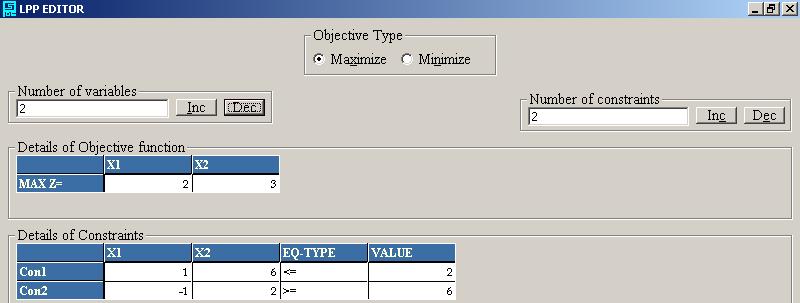 LPP EDITOR
Objective Type
Maximize Minimize
Number of variables
2 Inc Dec
Number of constraints
2 Inc Dec
Details of Objective function
X1 X2
MAX Z= 2 3
Details of Constraints
X1 X2 EQ-TYPE VALUE
Con1 1 6 <= 2
Con2 -1 2 >= 6